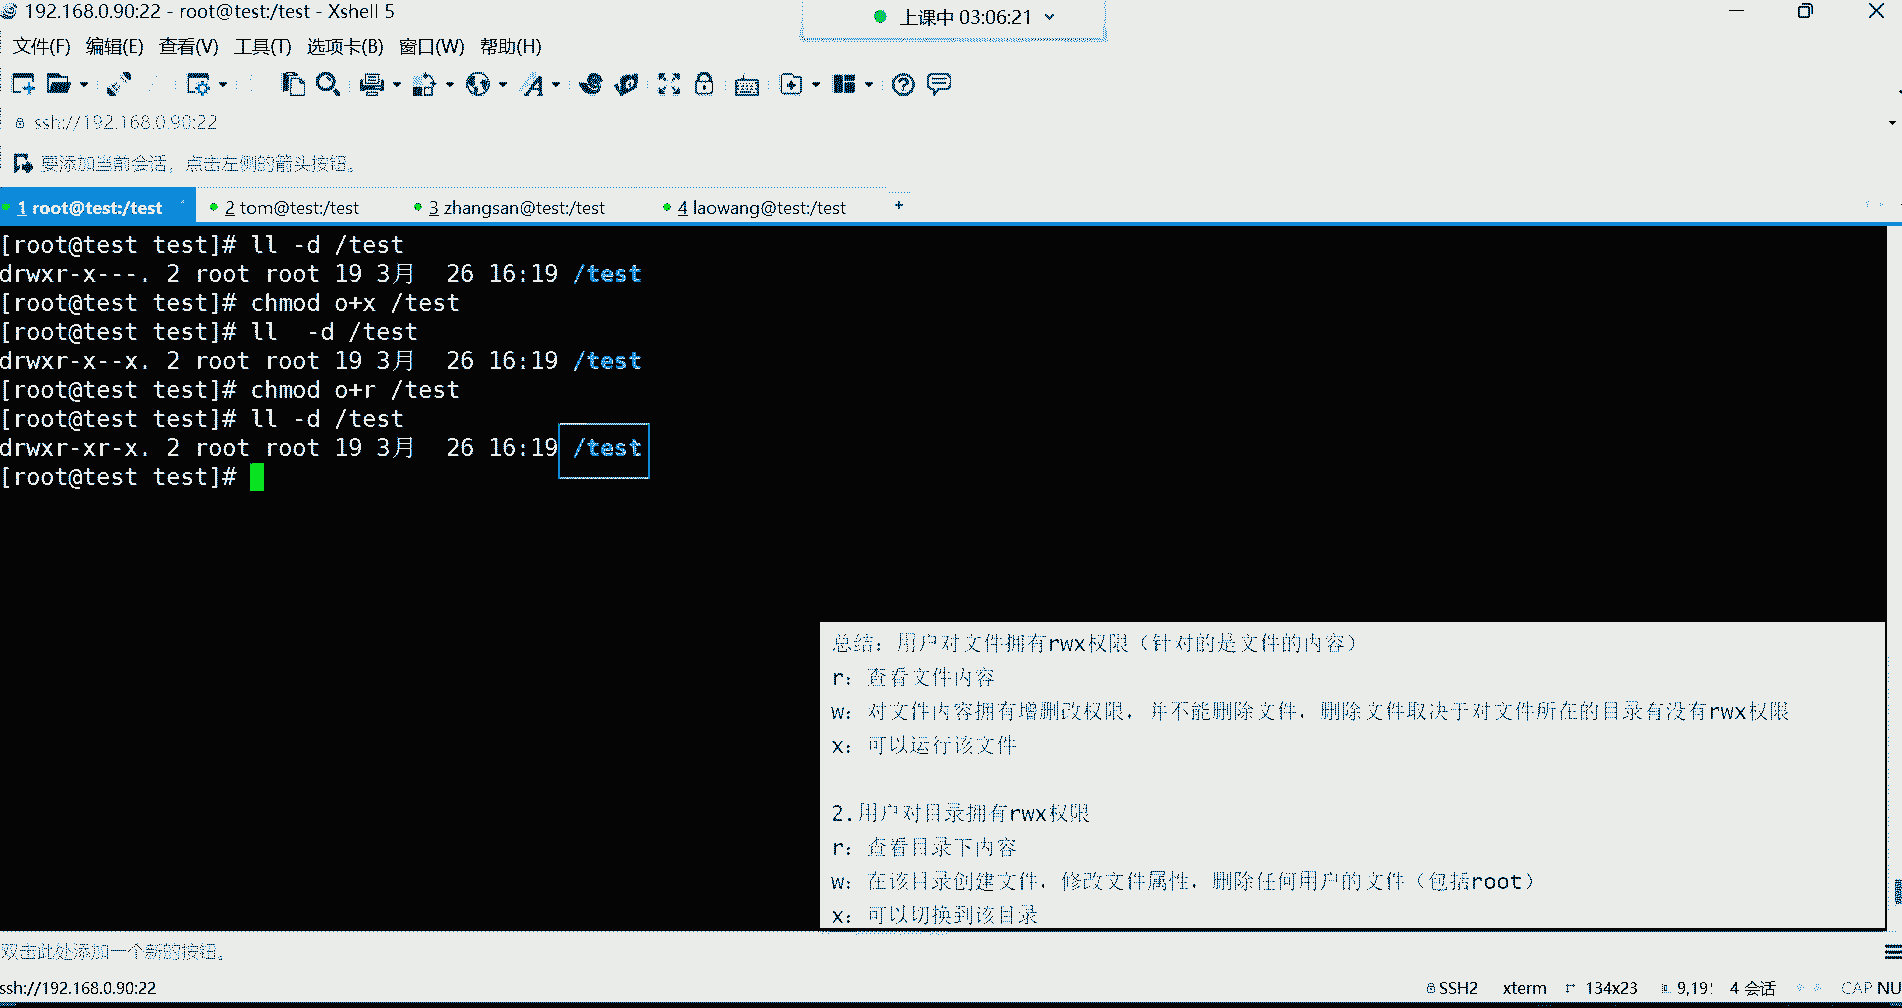 192.168.0.90:22 - root@test:/test - Xshell 5
上课中 03:06:21
文件(F) 编辑(E) 查看(V) 工具(T) 选项卡(B) 窗口(W) 帮助(H)
ssh://192.168.0.90:22
要添加当前会话，点击左侧的箭头按钮。
1 root@test:/test 2 tom@test:/test 3 zhangsan@test:/test 4 laowang@test:/test +
[root@test test]# ll -d /test
drwxr-x---. 2 root root 19 3月  26 16:19 /test
[root@test test]# chmod o+x /test
[root@test test]# ll  -d /test
drwxr-x--x. 2 root root 19 3月  26 16:19 /test
[root@test test]# chmod o+r /test
[root@test test]# ll -d /test
drwxr-xr-x. 2 root root 19 3月  26 16:19 /test
[root@test test]#
总结：用户对文件拥有rwx权限（针对的是文件的内容）
r：查看文件内容
w：对文件内容拥有增删改权限，并不能删除文件，删除文件取决于对文件所在的目录有没有rwx权限
x：可以运行该文件
2.用户对目录拥有rwx权限
r：查看目录下内容
w：在该目录创建文件，修改文件属性，删除任何用户的文件（包括root）
x：可以切换到该目录
双击此处添加一个新的按钮。
ssh://192.168.0.90:22
SSH2 xterm 134x23 9,19 4 会话 CAP NU